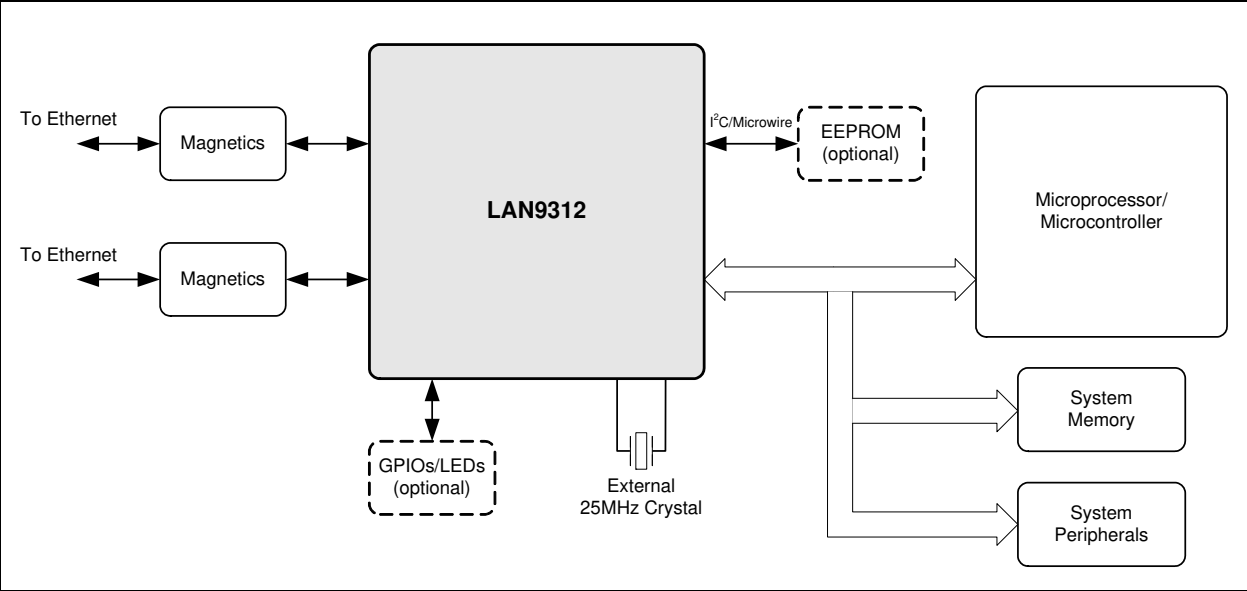 To Ethernet
Magnetics
To Ethernet
Magnetics
LAN9312
I²C/Microwire
EEPROM
(optional)
Microprocessor/
Microcontroller
GPIOs/LEDs
(optional)
External
25MHz Crystal
System
Memory
System
Peripherals